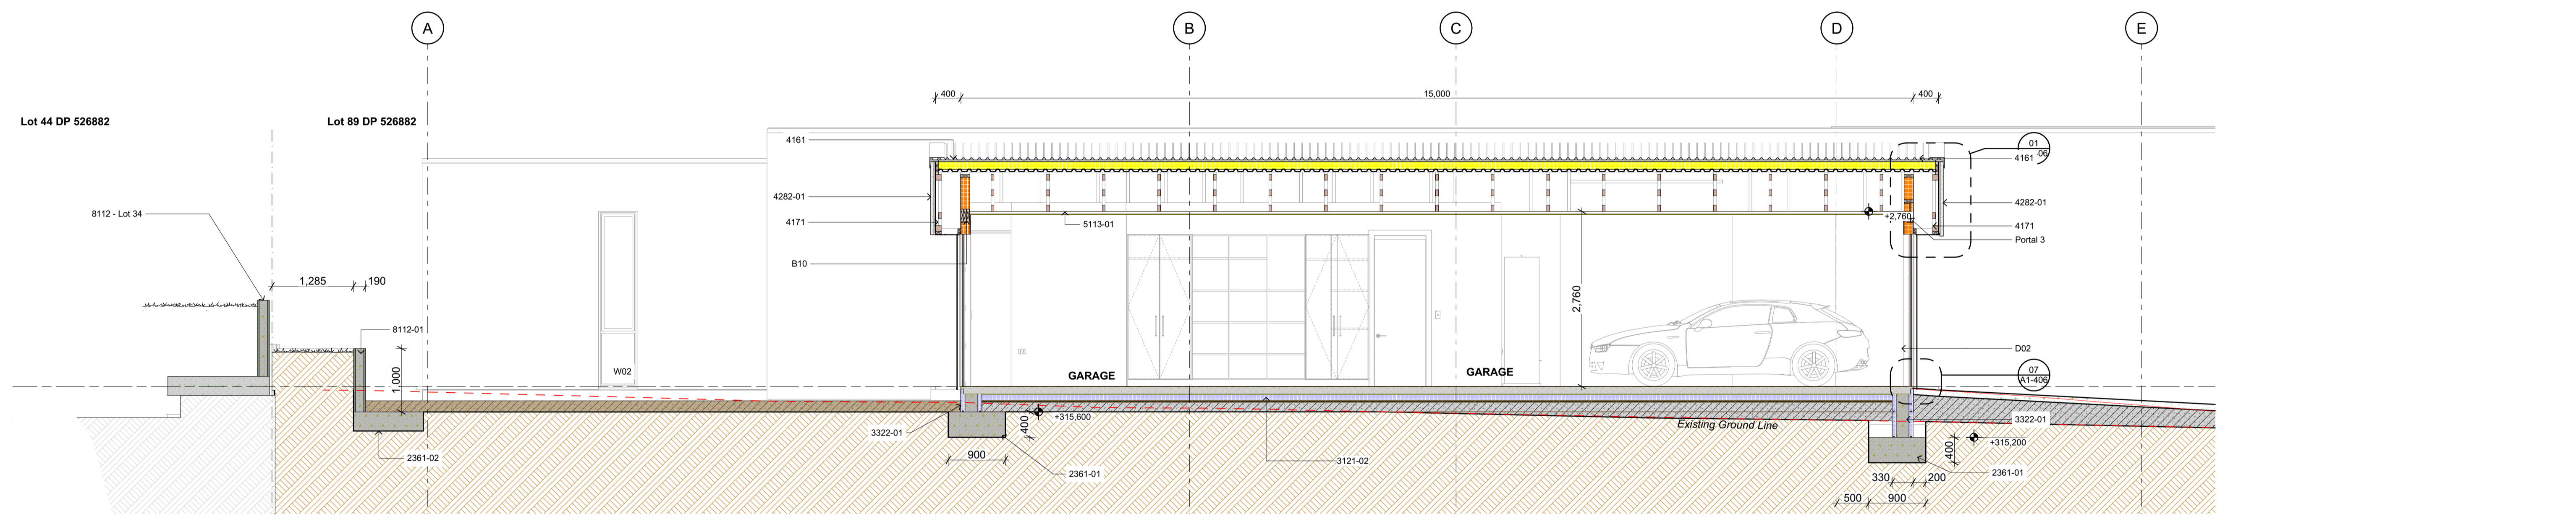 A
B
C
D
E
400
15,000
400
Lot 44 DP 526882
Lot 89 DP 526882
4161
01
06
4161
4282-01
4282-01
8112 - Lot 34
+2,760
4171
5113-01
4171
Portal 3
B10
1,285
190
2,760
8112-01
D02
W02
1,000
GARAGE
GARAGE
07
A1-406
+315,600
400
3322-01
Existing Ground Line
3322-01
+315,200
400
2361-02
900
3121-02
2361-01
2361-01
330
200
500
900